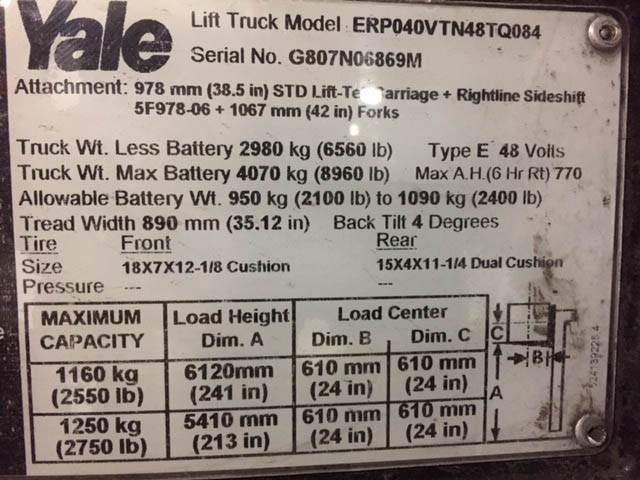 Yale
Lift Truck Model ERP040VTN48TQ084
Serial No. G807N06869M
Attachment: 978 mm (38.5 in) STD Lift-Te Carriage + Rightline Sideshift
5F978-06 + 1067 mm (42 in) Forks
Truck Wt. Less Battery 2980 kg (6560 lb) Type E 48 Volts
Truck Wt. Max Battery 4070 kg (8960 lb) Max A.H.(6 Hr Rt) 770
Allowable Battery Wt. 950 kg (2100 lb) to 1090 kg (2400 lb)
Tread Width 890 mm (35.12 in) Back Tilt 4 Degrees
Tire Front Rear
Size 18X7X12-1/8 Cushion 15X4X11-1/4 Dual Cushion
Pressure --- ---
MAXIMUM CAPACITY Load Height Dim. A Load Center Dim. B Dim. C
1160 kg (2550 lb) 6120mm (241 in) 610 mm (24 in) 610 mm (24 in)
1250 kg (2750 lb) 5410 mm (213 in) 610 mm (24 in) 610 mm (24 in)
C
B
A